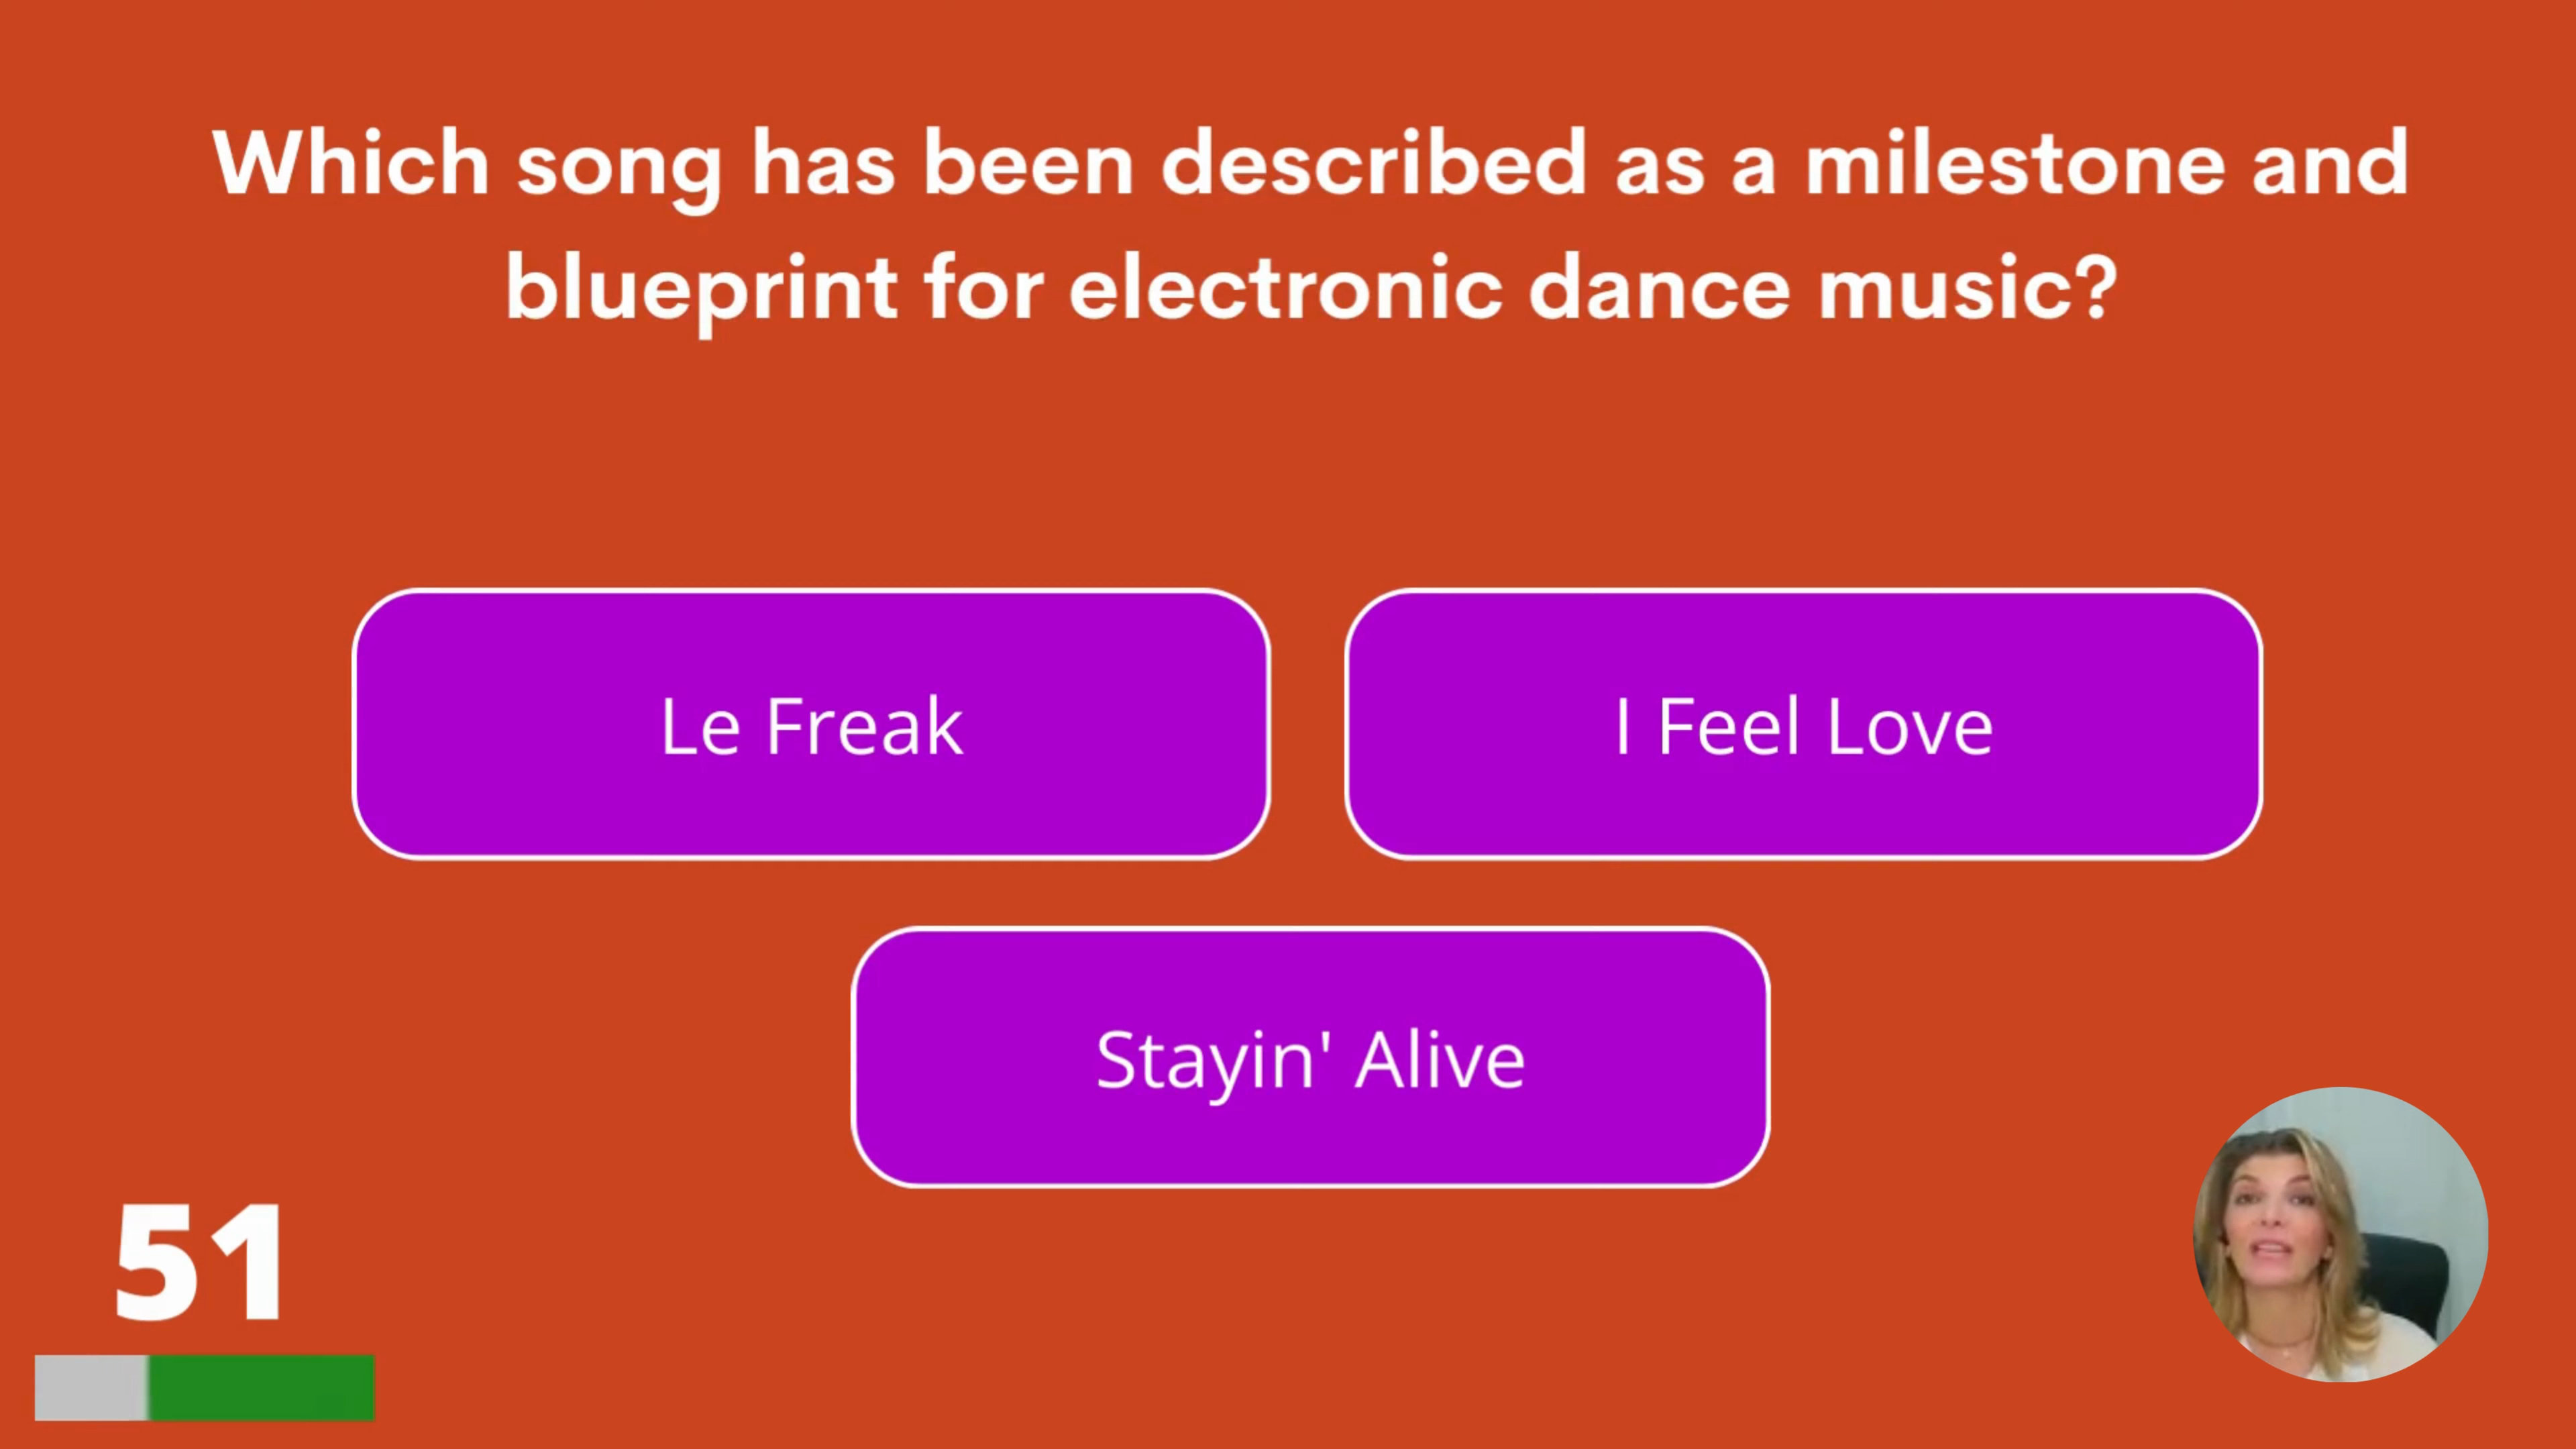 Which song has been described as a milestone and
blueprint for electronic dance music?
Le Freak
I Feel Love
Stayin' Alive
51